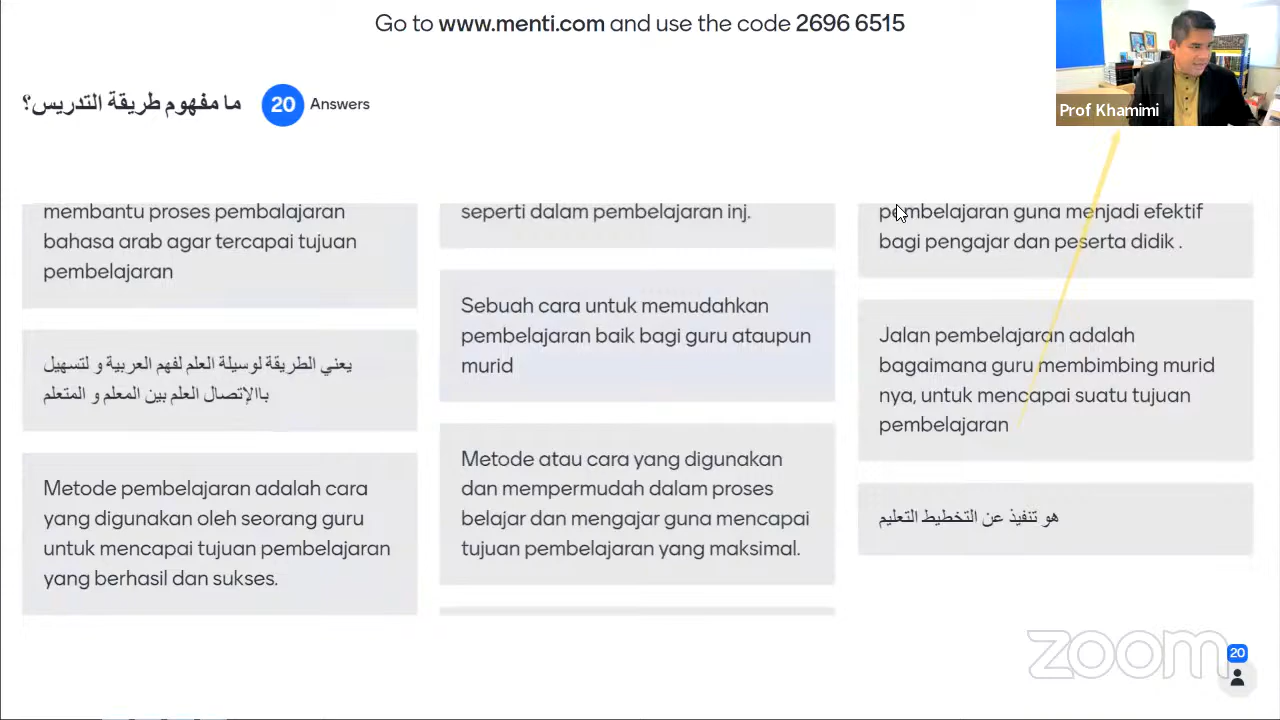 Go to www.menti.com and use the code 2696 6515
ما مفهوم طريقة التدريس؟
20 Answers
Prof Khamimi
membantu proses pembalajaran
bahasa arab agar tercapai tujuan
pembelajaran
يعني الطريقة لوسيلة العلم لفهم العربية و لتسهيل
باالإتصال العلم بين المعلم و المتعلم
Metode pembelajaran adalah cara
yang digunakan oleh seorang guru
untuk mencapai tujuan pembelajaran
yang berhasil dan sukses.
seperti dalam pembelajaran inj.
Sebuah cara untuk memudahkan
pembelajaran baik bagi guru ataupun
murid
Metode atau cara yang digunakan
dan mempermudah dalam proses
belajar dan mengajar guna mencapai
tujuan pembelajaran yang maksimal.
pembelajaran guna menjadi efektif
bagi pengajar dan peserta didik .
Jalan pembelajaran adalah
bagaimana guru membimbing murid
nya, untuk mencapai suatu tujuan
pembelajaran
هو تنفيذ عن التخطيط التعليم
zoom
20